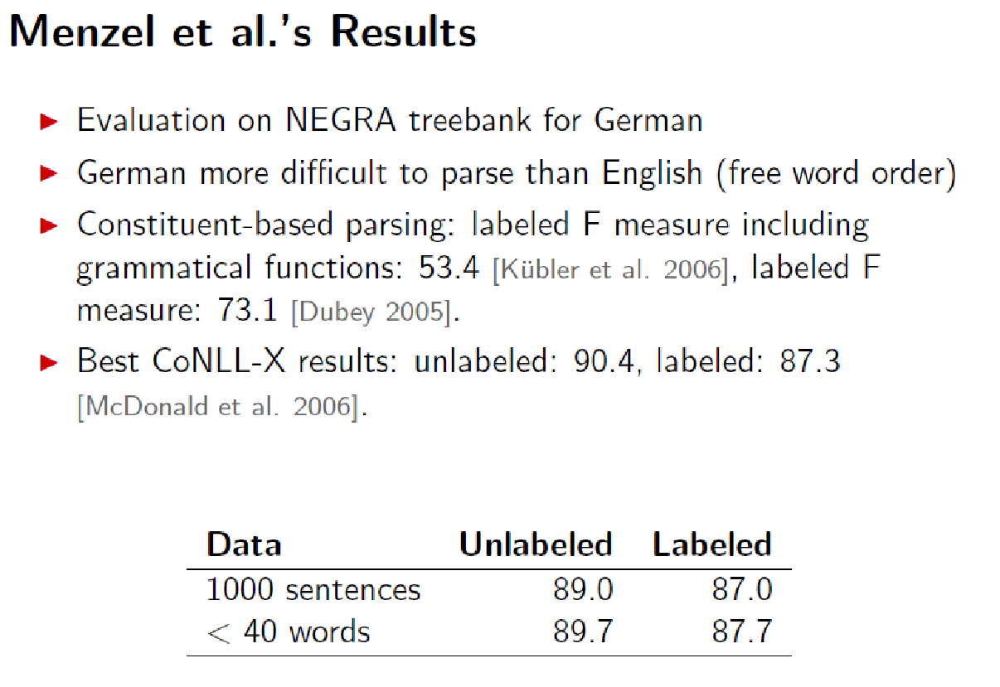 Menzel et al.'s Results
► Evaluation on NEGRA treebank for German
► German more difficult to parse than English (free word order)
► Constituent-based parsing: labeled F measure including
grammatical functions: 53.4 [Kübler et al. 2006], labeled F
measure: 73.1 [Dubey 2005].
► Best CoNLL-X results: unlabeled: 90.4, labeled: 87.3
[McDonald et al. 2006].
Data Unlabeled Labeled
1000 sentences 89.0 87.0
< 40 words 89.7 87.7